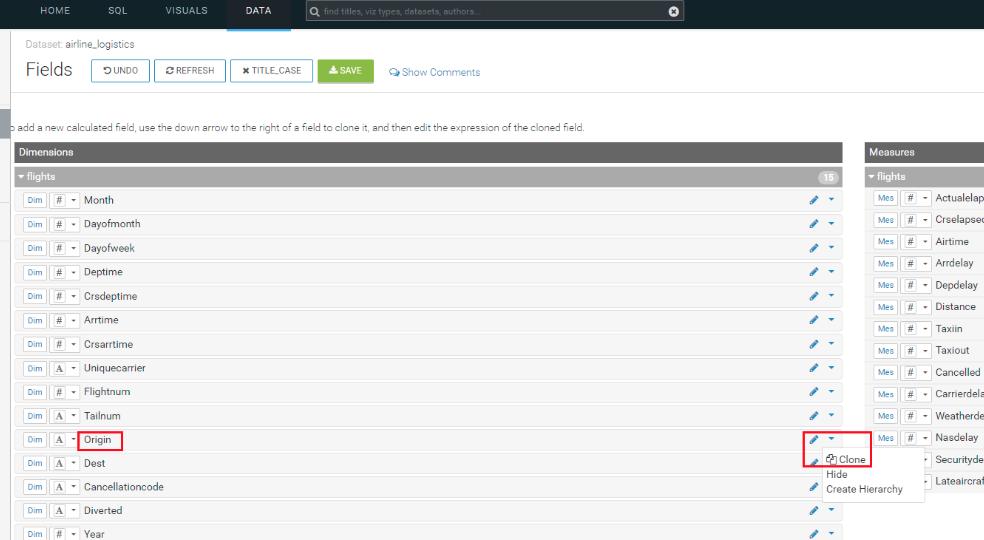 HOME SQL VISUALS DATA find titles, viz types, datasets, authors...
Dataset: airline_logistics
Fields UNDO REFRESH TITLE_CASE SAVE Show Comments
add a new calculated field, use the down arrow to the right of a field to clone it, and then edit the expression of the cloned field.
Dimensions
flights 15
Dim # Month
Dim # Dayofmonth
Dim # Dayofweek
Dim # Deptime
Dim # Crsdeptime
Dim # Arrtime
Dim # Crsarrtime
Dim A Uniquecarrier
Dim # Flightnum
Dim A Tailnum
Dim A Origin
Dim A Dest
Dim A Cancellationcode
Dim A Diverted
Dim # Year
Clone
Hide
Create Hierarchy
Measures
flights
Mes # Actualelap
Mes # Crselapsed
Mes # Airtime
Mes # Arrdelay
Mes # Depdelay
Mes # Distance
Mes # Taxiin
Mes # Taxiout
Mes # Cancelled
Mes # Carrierdela
Mes # Weatherde
Mes # Nasdelay
Securityde
Lateaircraf